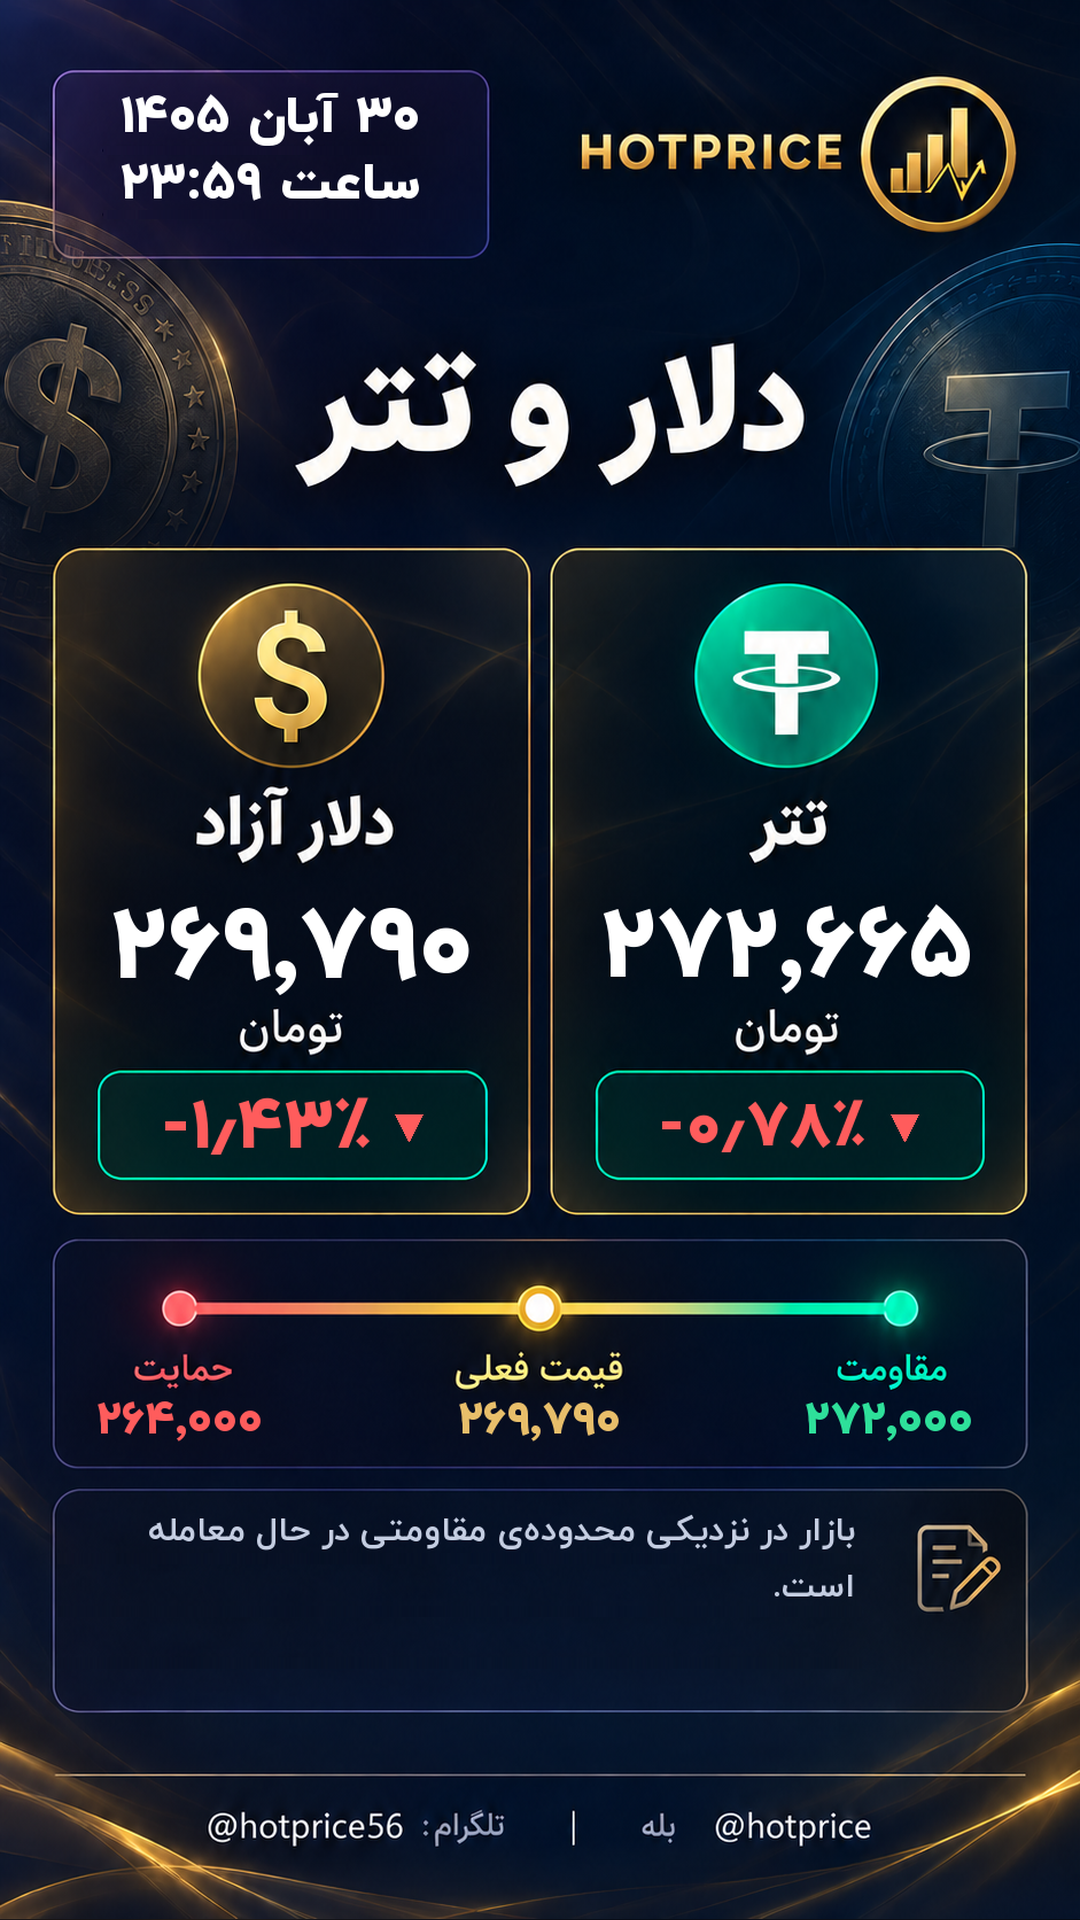 HOTPRICE
۳۰ آبان ۱۴۰۵
ساعت ۲۳:۵۹
دلار و تتر
تتر
۲۷۲,۶۶۵
تومان
-۰٫۷۸٪ ▼
دلار آزاد
۲۶۹,۷۹۰
تومان
-۱٫۴۳٪ ▼
مقاومت
۲۷۲,۰۰۰
قیمت فعلی
۲۶۹,۷۹۰
حمایت
۲۶۴,۰۰۰
بازار در نزدیکی محدوده‌ی مقاومتی در حال معامله
است.
بله @hotprice | تلگرام: @hotprice56